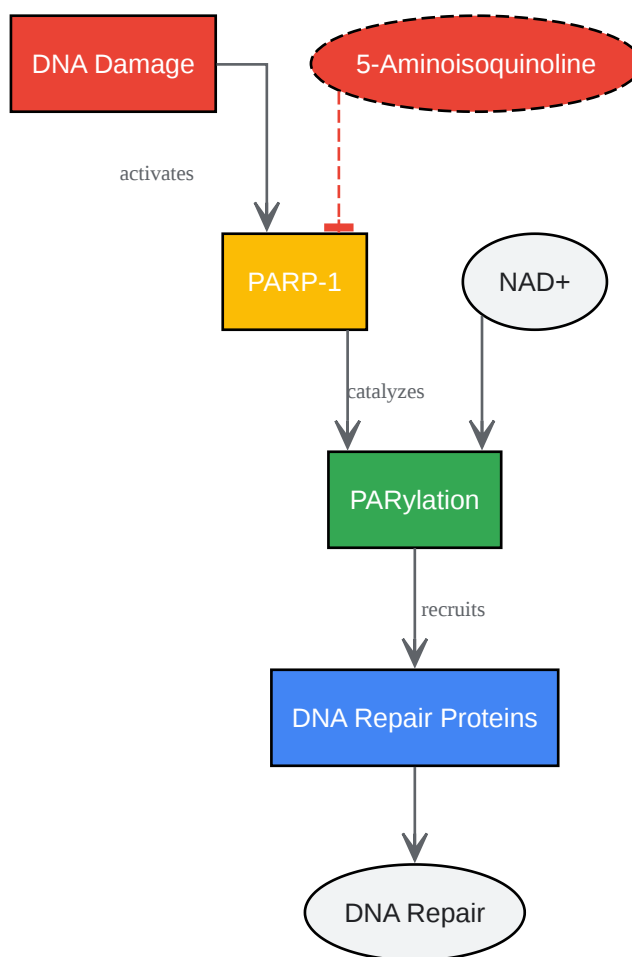 DNA Damage
5-Aminoisoquinoline
activates
PARP-1
NAD+
catalyzes
PARylation
recruits
DNA Repair Proteins
DNA Repair